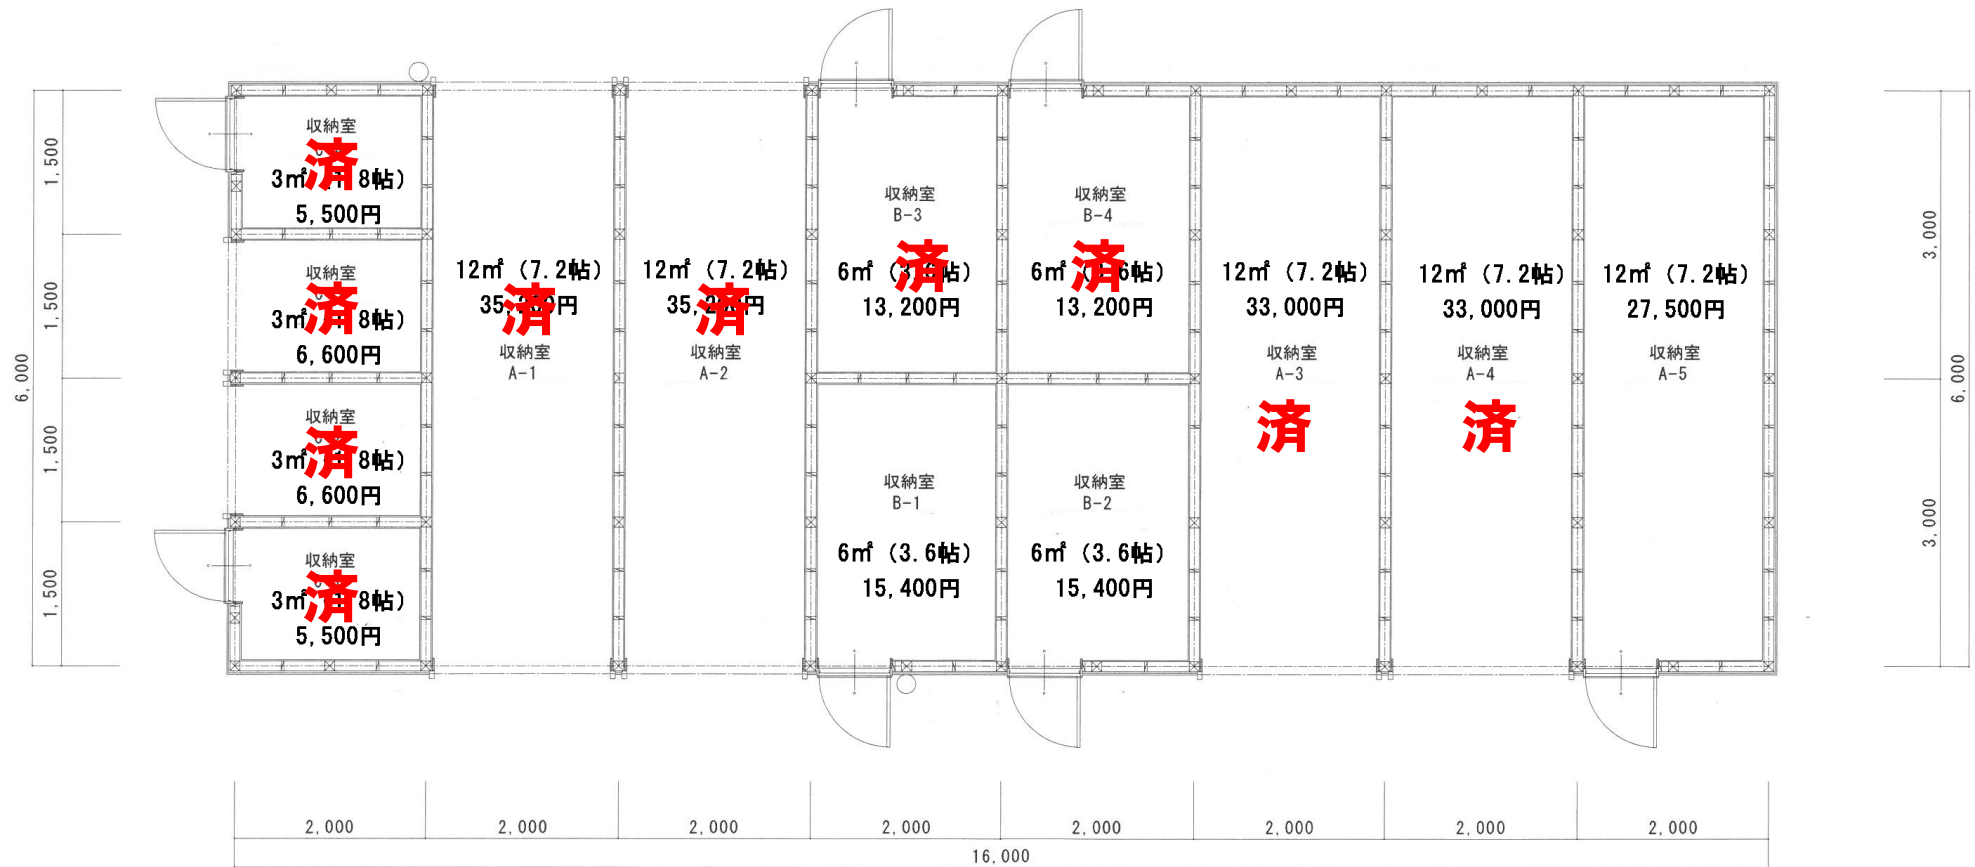 収納室
済
3㎡
8帖)
5,500円
収納室
済
3㎡
8帖)
6,600円
収納室
済
3㎡
8帖)
6,600円
収納室
済
3㎡
8帖)
5,500円
12㎡ (7.2帖)
済
収納室
A-1
12㎡ (7.2帖)
済
収納室
A-2
収納室
B-3
済
6㎡
帖)
13,200円
収納室
B-4
済
6㎡
6帖)
13,200円
収納室
B-1
6㎡ (3.6帖)
15,400円
収納室
B-2
6㎡ (3.6帖)
15,400円
12㎡ (7.2帖)
33,000円
収納室
A-3
済
12㎡ (7.2帖)
33,000円
収納室
A-4
済
12㎡ (7.2帖)
27,500円
収納室
A-5
1,500
1,500
1,500
1,500
6,000
3,000
3,000
6,000
2,000
2,000
2,000
2,000
2,000
2,000
2,000
2,000
16,000